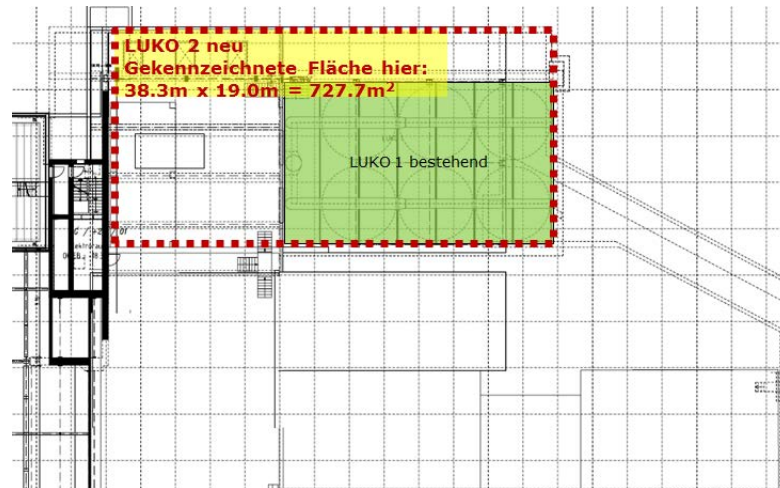 LUKO 2 neu
Gekennzeichnete Fläche hier:
38.3m x 19.0m = 727.7m²
LUKO 1 bestehend